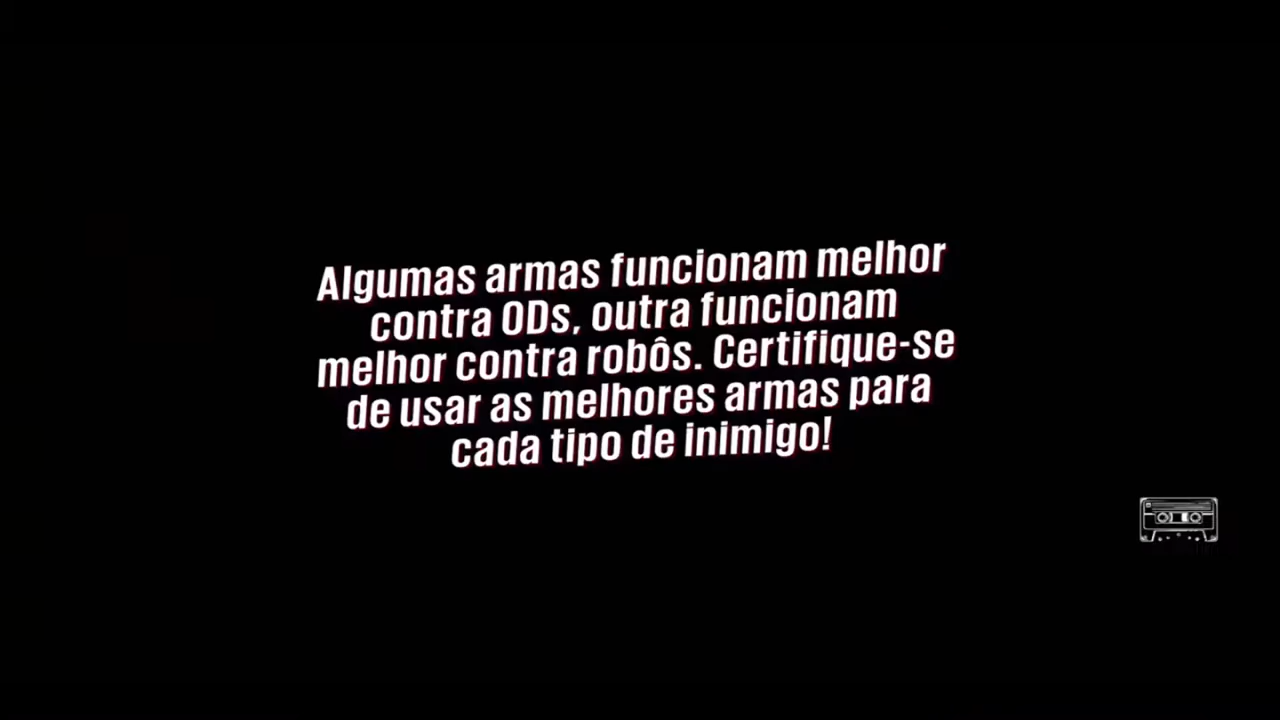 Algumas armas funcionam melhor
contra ODs, outra funcionam
melhor contra robôs. Certifique-se
de usar as melhores armas para
cada tipo de inimigo!